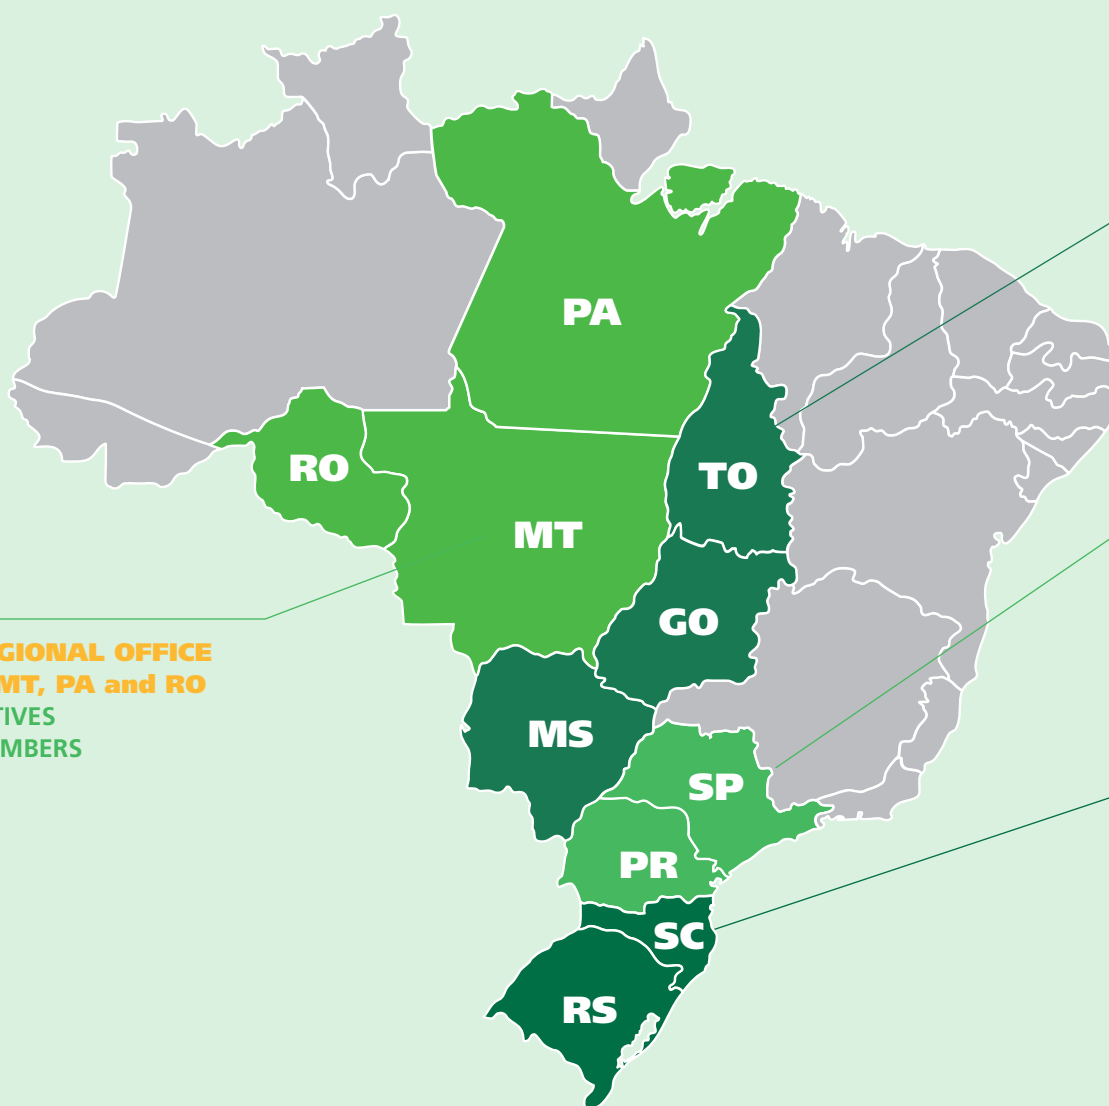 PA
RO
TO
MT
GO
GIONAL OFFICE
MT, PA and RO
TIVES
MBERS
MS
SP
PR
SC
RS